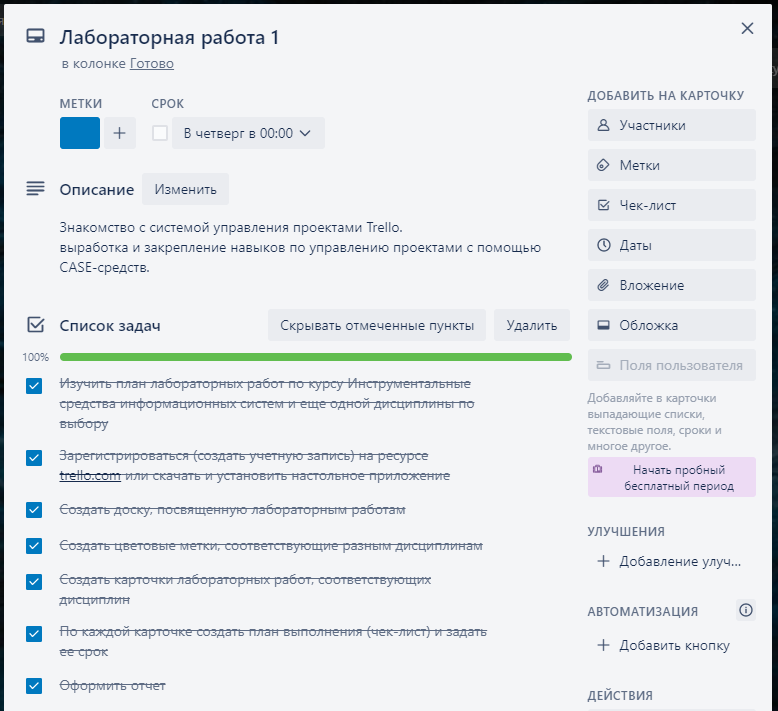 Лабораторная работа 1
в колонке Готово
МЕТКИ
СРОК
В четверг в 00:00
Описание
Изменить
Знакомство с системой управления проектами Trello.
выработка и закрепление навыков по управлению проектами с помощью
CASE-средств.
Список задач
Скрывать отмеченные пункты
Удалить
100%
Изучить план лабораторных работ по курсу Инструментальные
средства информационных систем и еще одной дисциплины по
выбору
Зарегистрироваться (создать учетную запись) на ресурсе
trello.com или скачать и установить настольное приложение
Создать доску, посвященную лабораторным работам
Создать цветовые метки, соответствующие разным дисциплинам
Создать карточки лабораторных работ, соответствующих
дисциплин
По каждой карточке создать план выполнения (чек-лист) и задать
ее срок
Оформить отчет
ДОБАВИТЬ НА КАРТОЧКУ
Участники
Метки
Чек-лист
Даты
Вложение
Обложка
Поля пользователя
Добавляйте в карточки
выпадающие списки,
текстовые поля, сроки и
многое другое.
Начать пробный
бесплатный период
УЛУЧШЕНИЯ
Добавление улуч...
АВТОМАТИЗАЦИЯ
Добавить кнопку
ДЕЙСТВИЯ